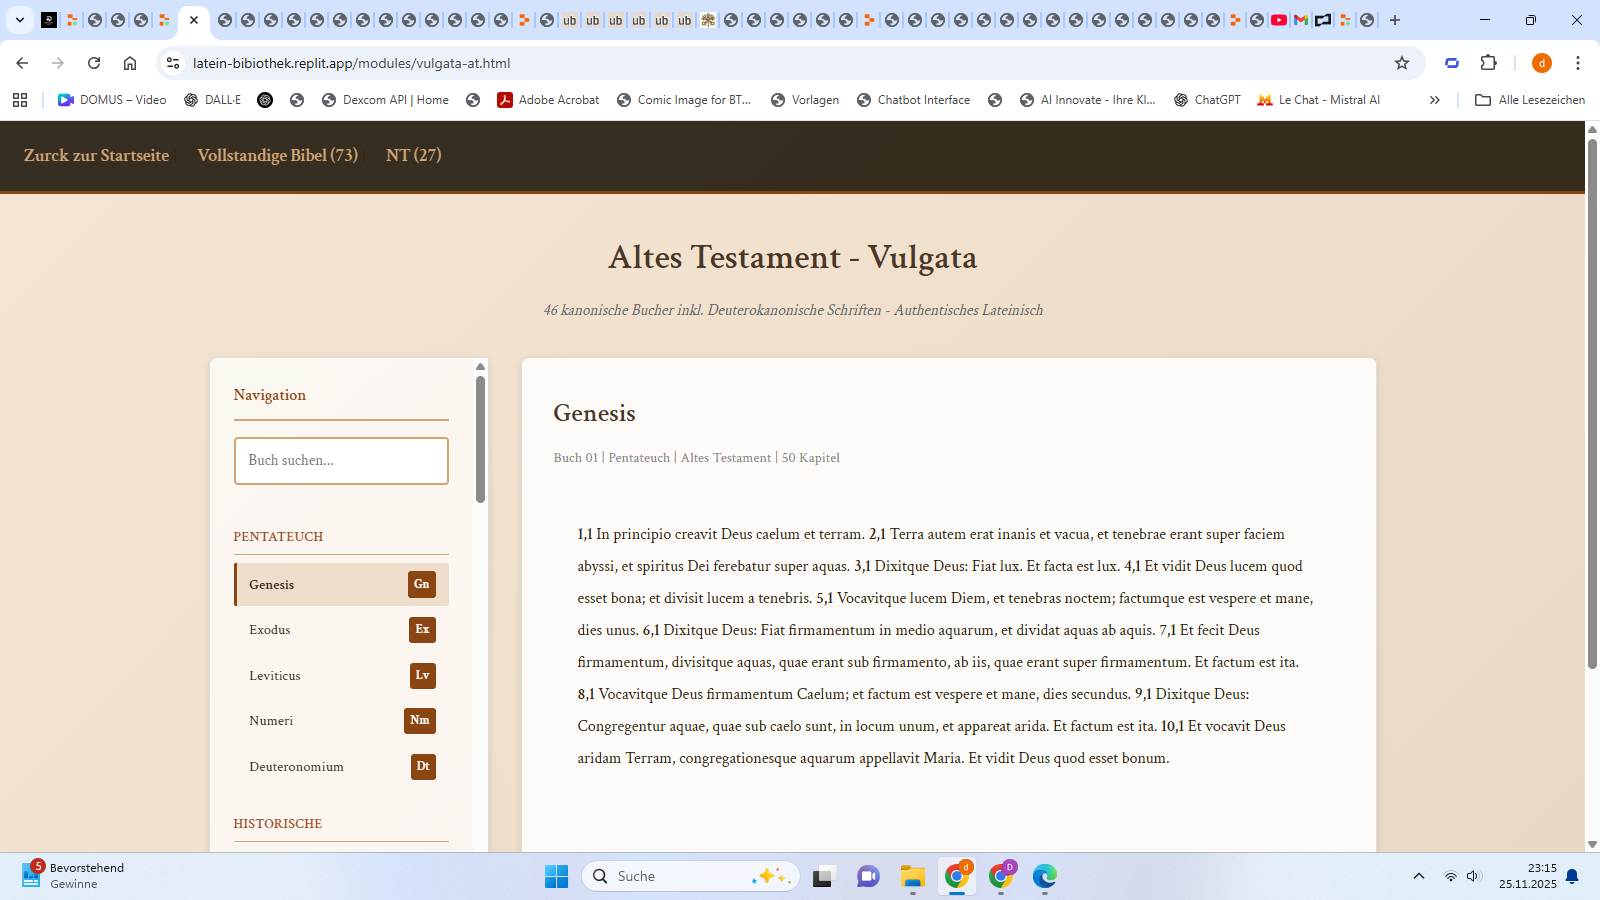 latein-bibiothek.replit.app/modules/vulgata-at.html
d
DOMUS – Video
DALL·E
Dexcom API | Home
Adobe Acrobat
Comic Image for BT...
Vorlagen
Chatbot Interface
AI Innovate - Ihre KI...
ChatGPT
Le Chat - Mistral AI
Alle Lesezeichen
ub ub ub ub ub ub
Zurck zur Startseite
Vollstandige Bibel (73)
NT (27)
Altes Testament - Vulgata
46 kanonische Bucher inkl. Deuterokanonische Schriften - Authentisches Lateinisch
Navigation
Buch suchen...
PENTATEUCH
Genesis Gn
Exodus Ex
Leviticus Lv
Numeri Nm
Deuteronomium Dt
HISTORISCHE
Genesis
Buch 01 | Pentateuch | Altes Testament | 50 Kapitel
1,1 In principio creavit Deus caelum et terram. 2,1 Terra autem erat inanis et vacua, et tenebrae erant super faciem
abyssi, et spiritus Dei ferebatur super aquas. 3,1 Dixitque Deus: Fiat lux. Et facta est lux. 4,1 Et vidit Deus lucem quod
esset bona; et divisit lucem a tenebris. 5,1 Vocavitque lucem Diem, et tenebras noctem; factumque est vespere et mane,
dies unus. 6,1 Dixitque Deus: Fiat firmamentum in medio aquarum, et dividat aquas ab aquis. 7,1 Et fecit Deus
firmamentum, divisitque aquas, quae erant sub firmamento, ab iis, quae erant super firmamentum. Et factum est ita.
8,1 Vocavitque Deus firmamentum Caelum; et factum est vespere et mane, dies secundus. 9,1 Dixitque Deus:
Congregentur aquae, quae sub caelo sunt, in locum unum, et appareat arida. Et factum est ita. 10,1 Et vocavit Deus
aridam Terram, congregationesque aquarum appellavit Maria. Et vidit Deus quod esset bonum.
5
Bevorstehend
Gewinne
Suche
d
D
23:15
25.11.2025